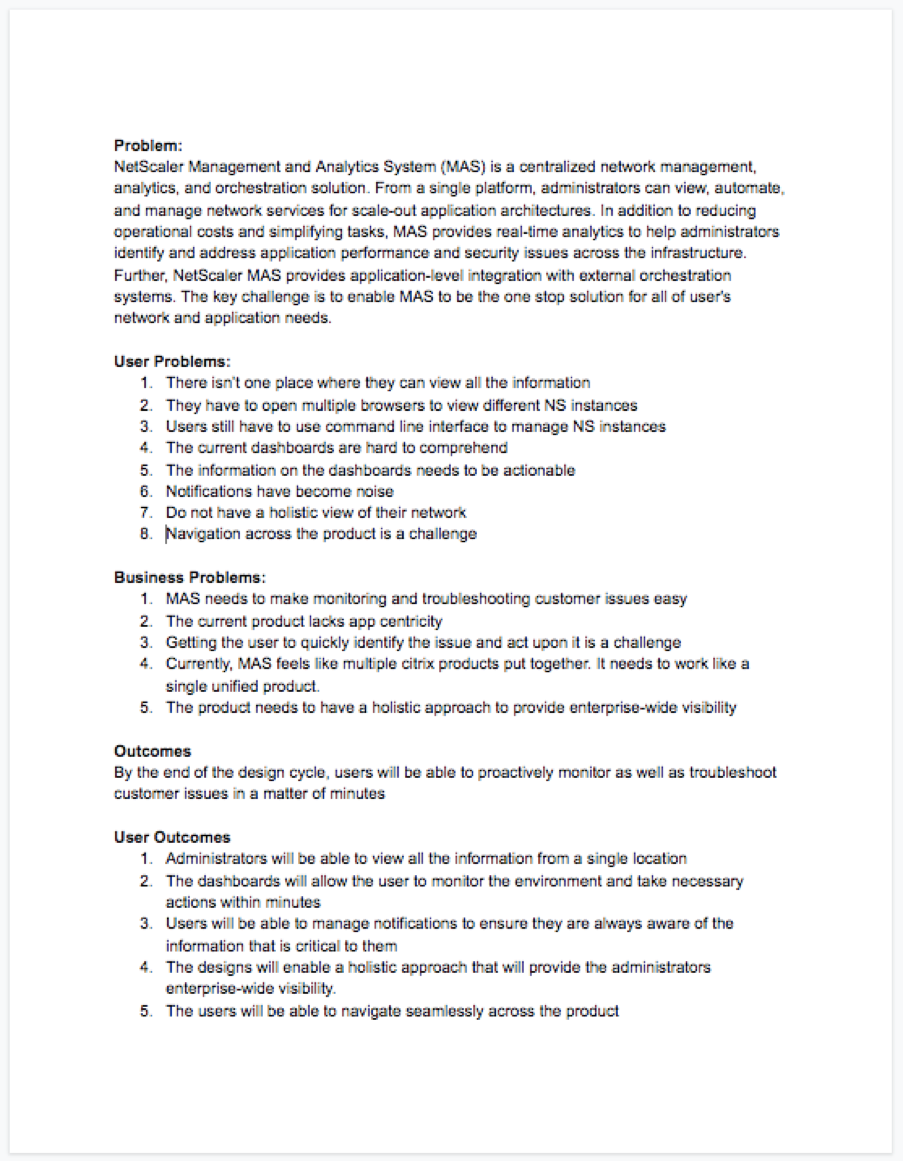 Problem:
NetScaler Management and Analytics System (MAS) is a centralized network management,
analytics, and orchestration solution. From a single platform, administrators can view, automate,
and manage network services for scale-out application architectures. In addition to reducing
operational costs and simplifying tasks, MAS provides real-time analytics to help administrators
identify and address application performance and security issues across the infrastructure.
Further, NetScaler MAS provides application-level integration with external orchestration
systems. The key challenge is to enable MAS to be the one stop solution for all of user's
network and application needs.
User Problems:
1. There isn't one place where they can view all the information
2. They have to open multiple browsers to view different NS instances
3. Users still have to use command line interface to manage NS instances
4. The current dashboards are hard to comprehend
5. The information on the dashboards needs to be actionable
6. Notifications have become noise
7. Do not have a holistic view of their network
8. Navigation across the product is a challenge
Business Problems:
1. MAS needs to make monitoring and troubleshooting customer issues easy
2. The current product lacks app centricity
3. Getting the user to quickly identify the issue and act upon it is a challenge
4. Currently, MAS feels like multiple citrix products put together. It needs to work like a
single unified product.
5. The product needs to have a holistic approach to provide enterprise-wide visibility
Outcomes
By the end of the design cycle, users will be able to proactively monitor as well as troubleshoot
customer issues in a matter of minutes
User Outcomes
1. Administrators will be able to view all the information from a single location
2. The dashboards will allow the user to monitor the environment and take necessary
actions within minutes
3. Users will be able to manage notifications to ensure they are always aware of the
information that is critical to them
4. The designs will enable a holistic approach that will provide the administrators
enterprise-wide visibility.
5. The users will be able to navigate seamlessly across the product